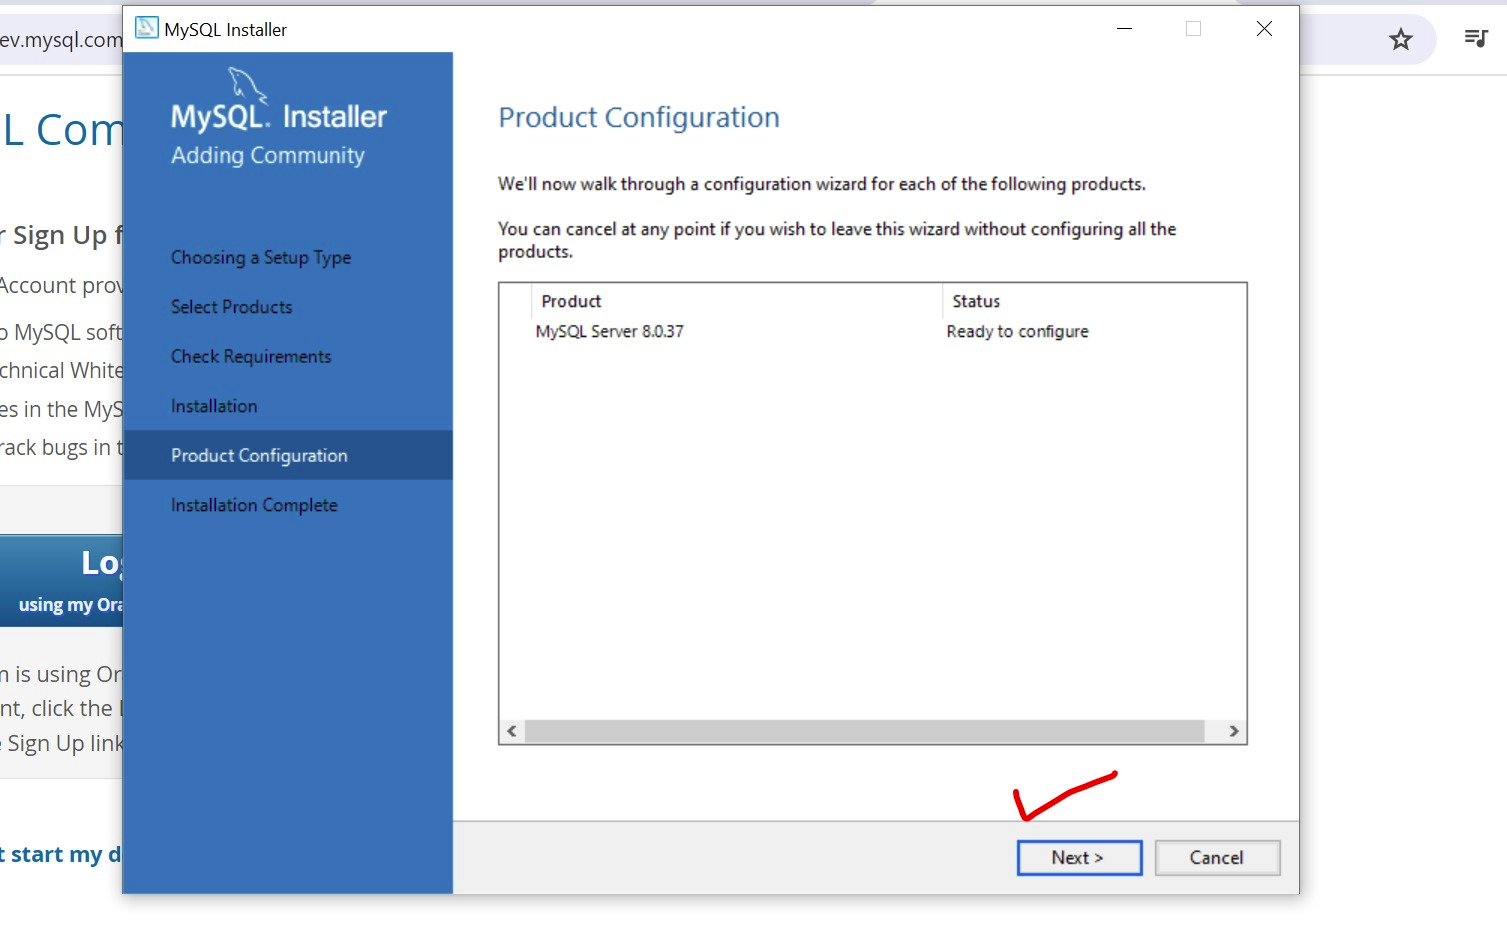 ev.mysql.com
MySQL Installer
L Com
MySQL. Installer
Adding Community
Product Configuration
We'll now walk through a configuration wizard for each of the following products.
You can cancel at any point if you wish to leave this wizard without configuring all the
products.
r Sign Up f
Account prov
o MySQL soft
chnical White
es in the MyS
rack bugs in t
Choosing a Setup Type
Select Products
Check Requirements
Installation
Product Configuration
Installation Complete
Product Status
MySQL Server 8.0.37 Ready to configure
Log
using my Ora
n is using Or
nt, click the
Sign Up link
t start my d
Next >
Cancel